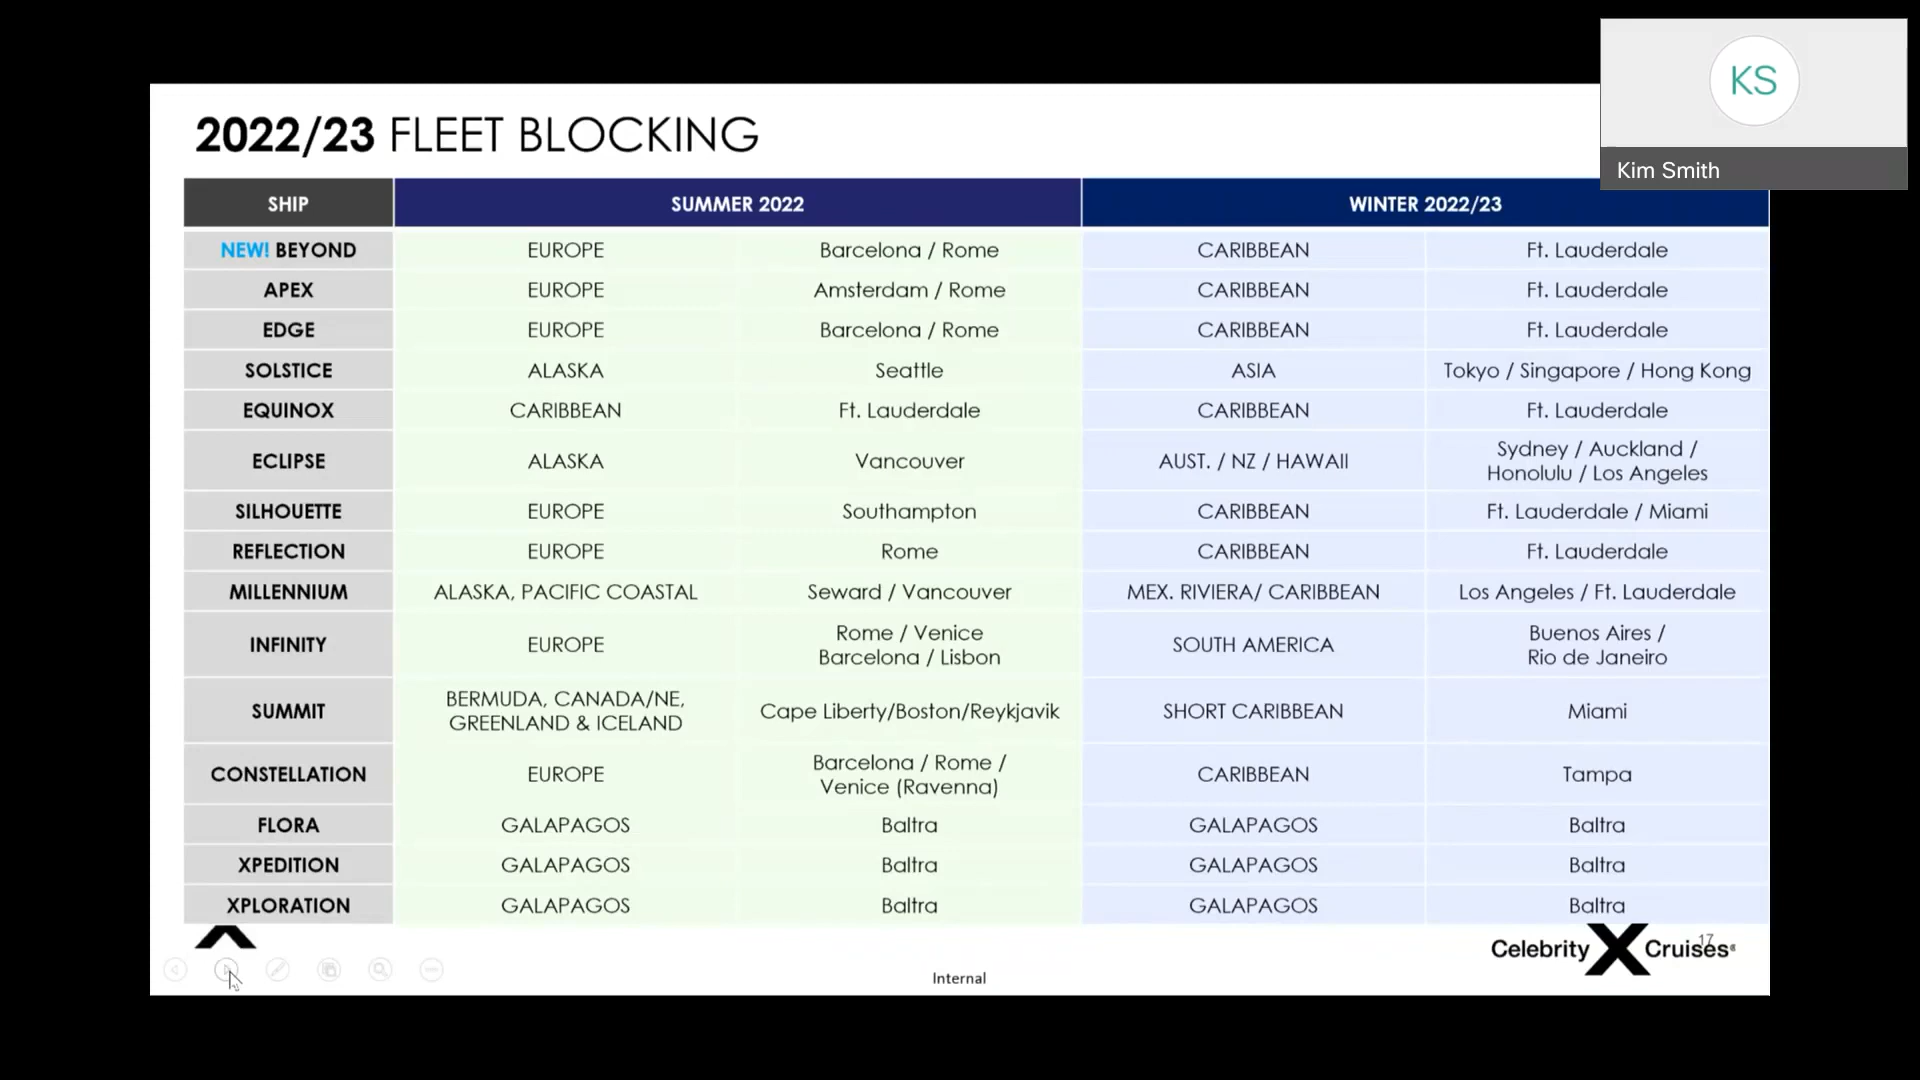 KS
Kim Smith
2022/23 FLEET BLOCKING
SHIP SUMMER 2022 WINTER 2022/23
NEW! BEYOND EUROPE Barcelona / Rome CARIBBEAN Ft. Lauderdale
APEX EUROPE Amsterdam / Rome CARIBBEAN Ft. Lauderdale
EDGE EUROPE Barcelona / Rome CARIBBEAN Ft. Lauderdale
SOLSTICE ALASKA Seattle ASIA Tokyo / Singapore / Hong Kong
EQUINOX CARIBBEAN Ft. Lauderdale CARIBBEAN Ft. Lauderdale
ECLIPSE ALASKA Vancouver AUST. / NZ / HAWAII Sydney / Auckland /
Honolulu / Los Angeles
SILHOUETTE EUROPE Southampton CARIBBEAN Ft. Lauderdale / Miami
REFLECTION EUROPE Rome CARIBBEAN Ft. Lauderdale
MILLENNIUM ALASKA, PACIFIC COASTAL Seward / Vancouver MEX. RIVIERA/ CARIBBEAN Los Angeles / Ft. Lauderdale
INFINITY EUROPE Rome / Venice
Barcelona / Lisbon SOUTH AMERICA Buenos Aires /
Rio de Janeiro
SUMMIT BERMUDA, CANADA/NE,
GREENLAND & ICELAND Cape Liberty/Boston/Reykjavik SHORT CARIBBEAN Miami
CONSTELLATION EUROPE Barcelona / Rome /
Venice (Ravenna) CARIBBEAN Tampa
FLORA GALAPAGOS Baltra GALAPAGOS Baltra
XPEDITION GALAPAGOS Baltra GALAPAGOS Baltra
XPLORATION GALAPAGOS Baltra GALAPAGOS Baltra
Celebrity X Cruises®
17
Internal